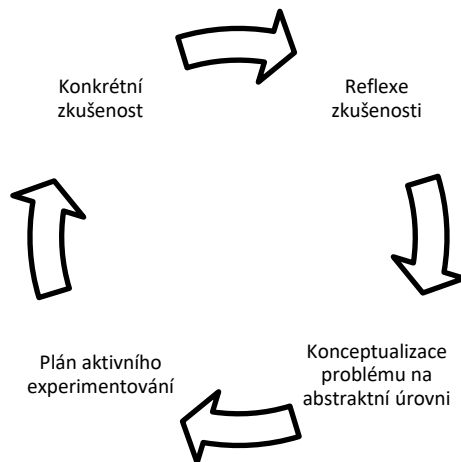 Konkrétní
zkušenost
Reflexe
zkušenosti
Konceptualizace
problému na
abstraktní úrovni
Plán aktivního
experimentování